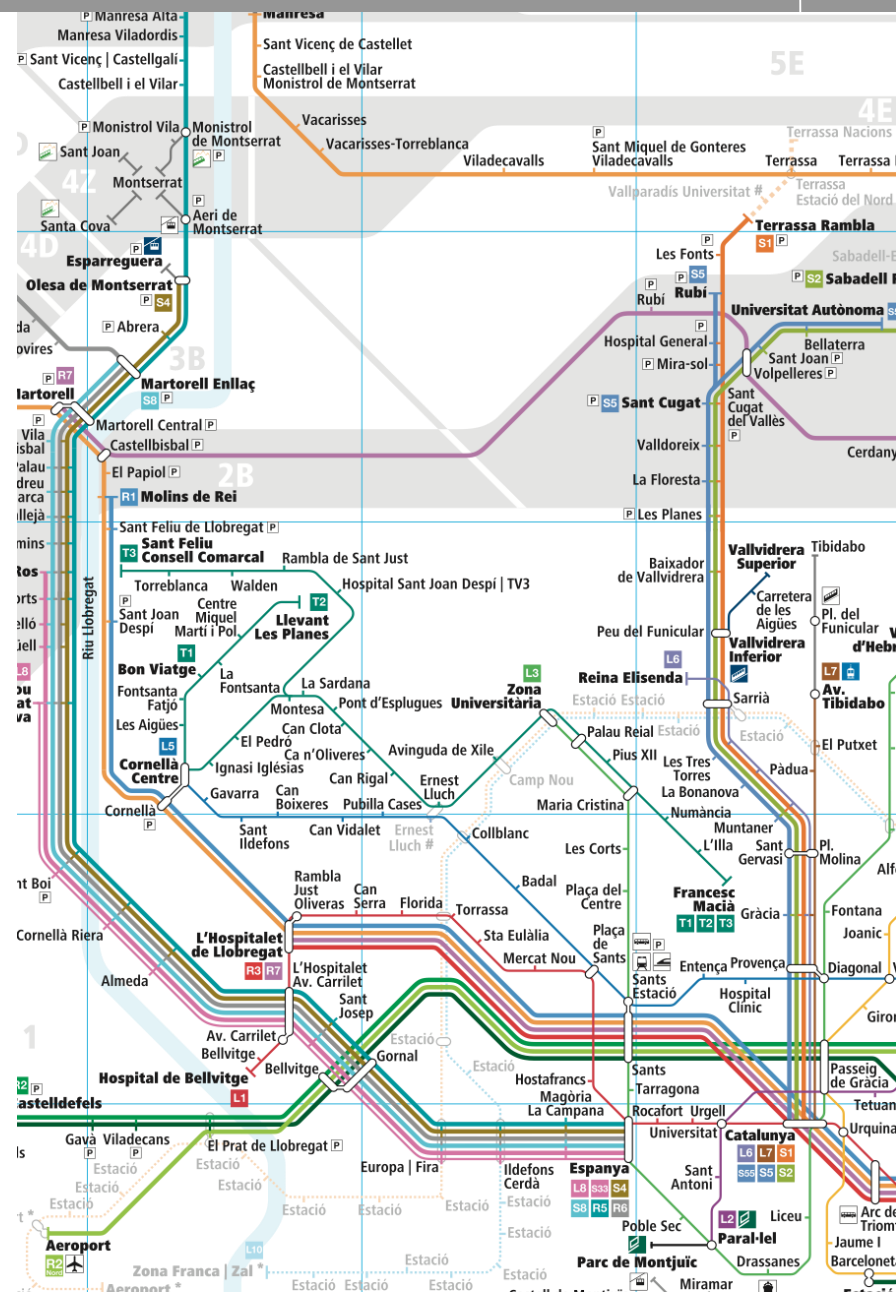 Manresa Alta
Manresa Viladordis
Sant Vicenç | Castellgalí
Castellbell i el Vilar
Manresa
Sant Vicenç de Castellet
Castellbell i el Vilar
Monistrol de Montserrat
Vacarisses
Vacarisses-Torreblanca
Viladecavalls
Sant Miquel de Gonteres
Viladecavalls
Terrassa
Terrassa
Terrassa Nacions
Vallparadís Universitat #
Terrassa
Estació del Nord
5E
4E
Monistrol Vila
Monistrol
de Montserrat
Sant Joan
4Z
Montserrat
Santa Cova
Aeri de
Montserrat
4D
Esparreguera
Olesa de Montserrat
S4
Abrera
3B
Martorell Enllaç
S8
R7
Martorell Central
Castellbisbal
2B
El Papiol
R1 Molins de Rei
Sant Feliu de Llobregat
Terrassa Rambla
S1
Les Fonts
S5
Rubí
Rubí
S2 Sabadell
Universitat Autònoma
Bellaterra
Sant Joan
Volpelleres
Hospital General
Mira-sol
S5 Sant Cugat
Sant
Cugat
del Vallès
Valldoreix
La Floresta
Les Planes
Baixador
de Vallvidrera
Peu del Funicular
Vallvidrera
Superior
Carretera
de les
Aigües
Vallvidrera
Inferior
Tibidabo
Pl. del
Funicular
L7
Av.
Tibidabo
El Putxet
Pàdua
L6
Reina Elisenda
Sarrià
Estació Estació
Estació
Estació
Les Tres
Torres
La Bonanova
Muntaner
Sant
Gervasi
Pl.
Molina
Gràcia
Fontana
Joanic
T3
Sant Feliu
Consell Comarcal
Rambla de Sant Just
Torreblanca
Walden
Hospital Sant Joan Despí | TV3
Centre
Miquel
Martí i Pol
T2
Llevant
Les Planes
T1
Bon Viatge
La
Fontsanta
Fontsanta
Fatjó
Les Aigües
L5
Cornellà
Centre
Cornellà
Riu Llobregat
Sant Joan
Despí
La Sardana
Montesa
Pont d'Esplugues
Can Clota
Ca n'Oliveres
Can Rigal
El Pedró
Ignasi Iglésias
Avinguda de Xile
Ernest
Lluch
L3
Zona
Universitària
Palau Reial
Pius XII
Maria Cristina
Numància
L'Illa
Francesc
Macià
T1 T2 T3
Camp Nou
Gavarra
Can
Boixeres
Pubilla Cases
Sant
Ildefons
Can Vidalet
Ernest
Lluch #
Collblanc
Badal
Les Corts
Plaça del
Centre
Plaça
de
Sants
Sants
Estació
Entença
Provença
Hospital
Clínic
Diagonal
Rambla
Just
Oliveras
Can
Serra
Florida
Torrassa
Sta Eulàlia
Mercat Nou
L'Hospitalet
de Llobregat
R3 R7
L'Hospitalet
Av. Carrilet
Sant
Josep
Av. Carrilet
Bellvitge
Hospital de Bellvitge
L1
Bellvitge
Gornal
Estació
Estació
Cornellà Riera
Almeda
1
Hostafrancs
Magòria
La Campana
Sants
Tarragona
Rocafort
Urgell
Universitat
Passeig
de Gràcia
Catalunya
L6 L7 S1
S55 S5 S2
Gavà
Viladecans
El Prat de Llobregat
Europa | Fira
Ildefons
Cerdà
Espanya
L8 S33 S4
S8 R5 R6
Sant
Antoni
Poble Sec
L2
Paral·lel
Parc de Montjuïc
Drassanes
Liceu
Miramar
Jaume I
Estació
Estació
Estació
Estació
Estació
Estació
Estació
Estació
Estació
Estació
Estació
Estació
Aeroport
R2
Nord
Aeroport *
L10
Zona Franca | Zal *
Estació
Estació
Estació
Estació